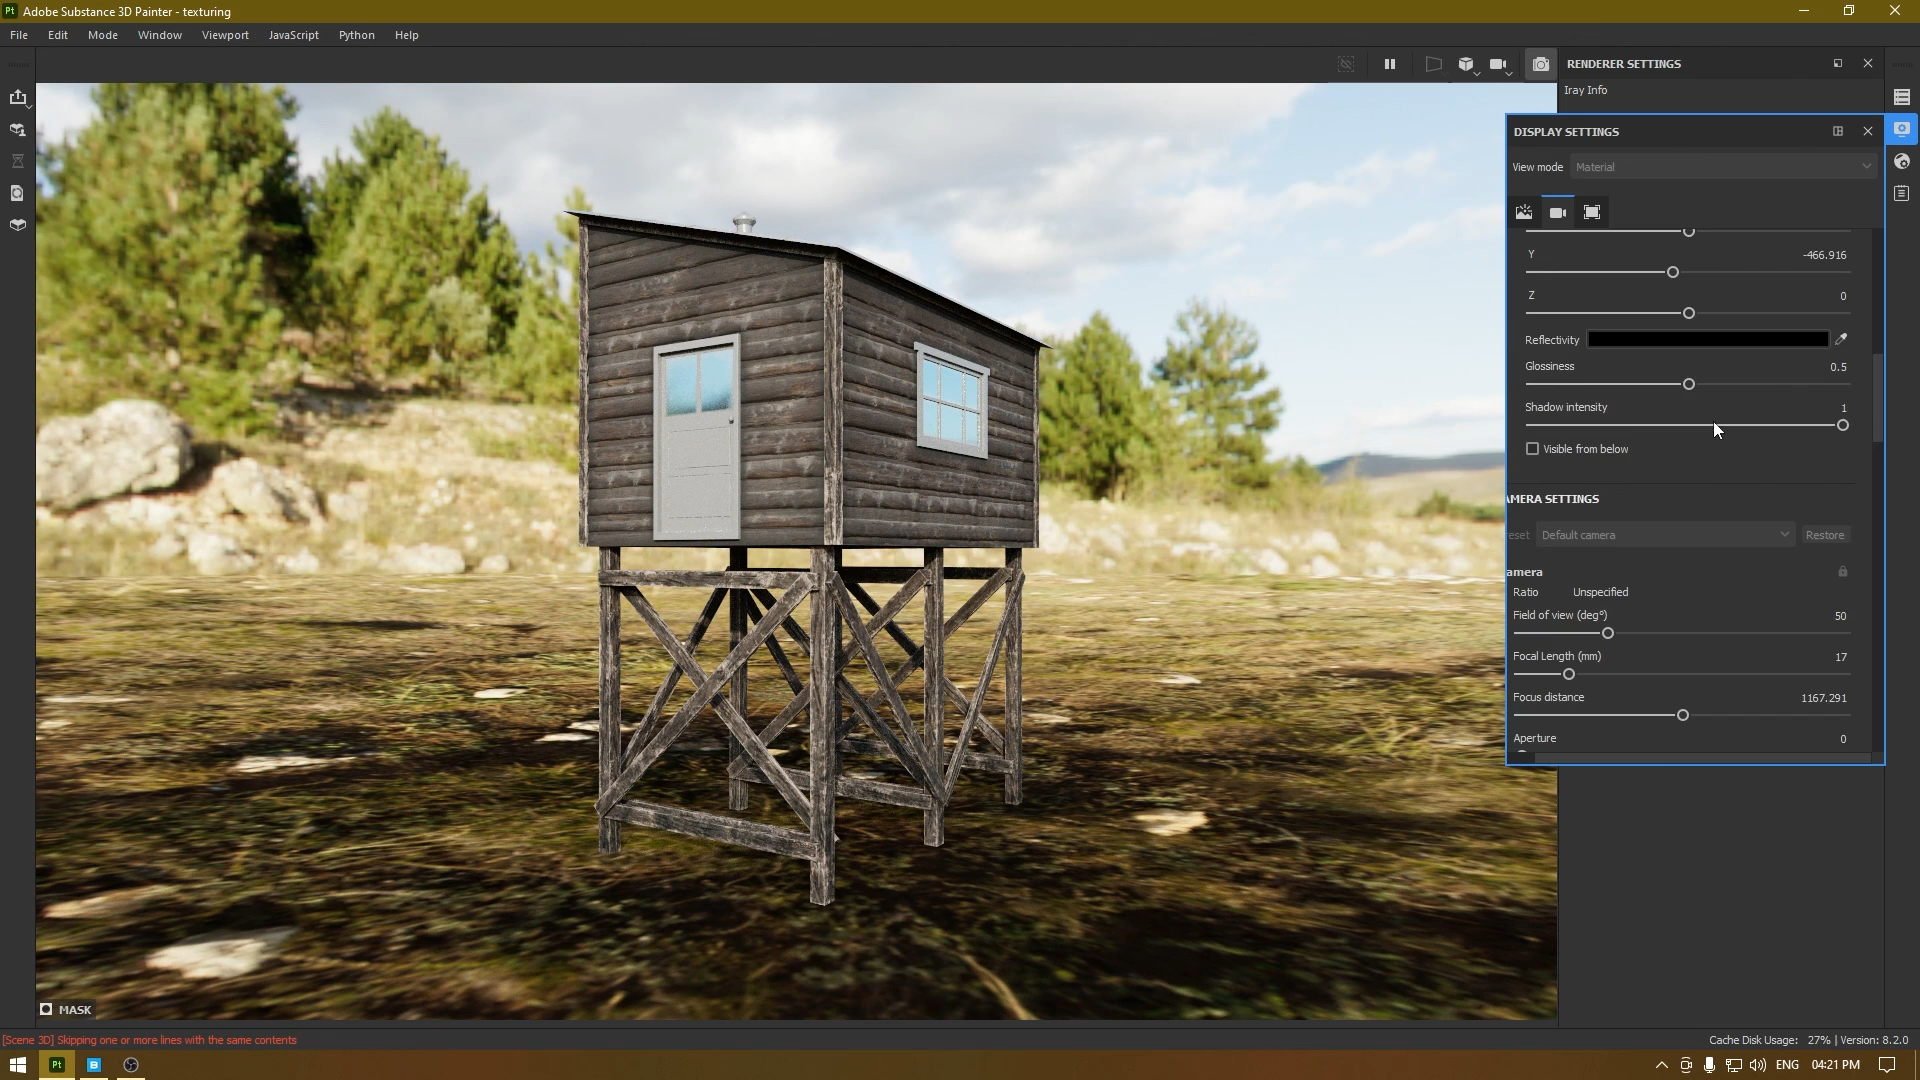 Pt Adobe Substance 3D Painter - texturing
File Edit Mode Window Viewport JavaScript Python Help
RENDERER SETTINGS
Iray Info
DISPLAY SETTINGS
View mode Material
Y -466.916
Z 0
Reflectivity
Glossiness 0.5
Shadow intensity 1
Visible from below
AMERA SETTINGS
eset Default camera Restore
amera
Ratio Unspecified
Field of view (deg°) 50
Focal Length (mm) 17
Focus distance 1167.291
Aperture 0
MASK
[Scene 3D] Skipping one or more lines with the same contents
Cache Disk Usage: 27% | Version: 8.2.0
Pt B ENG 04:21 PM